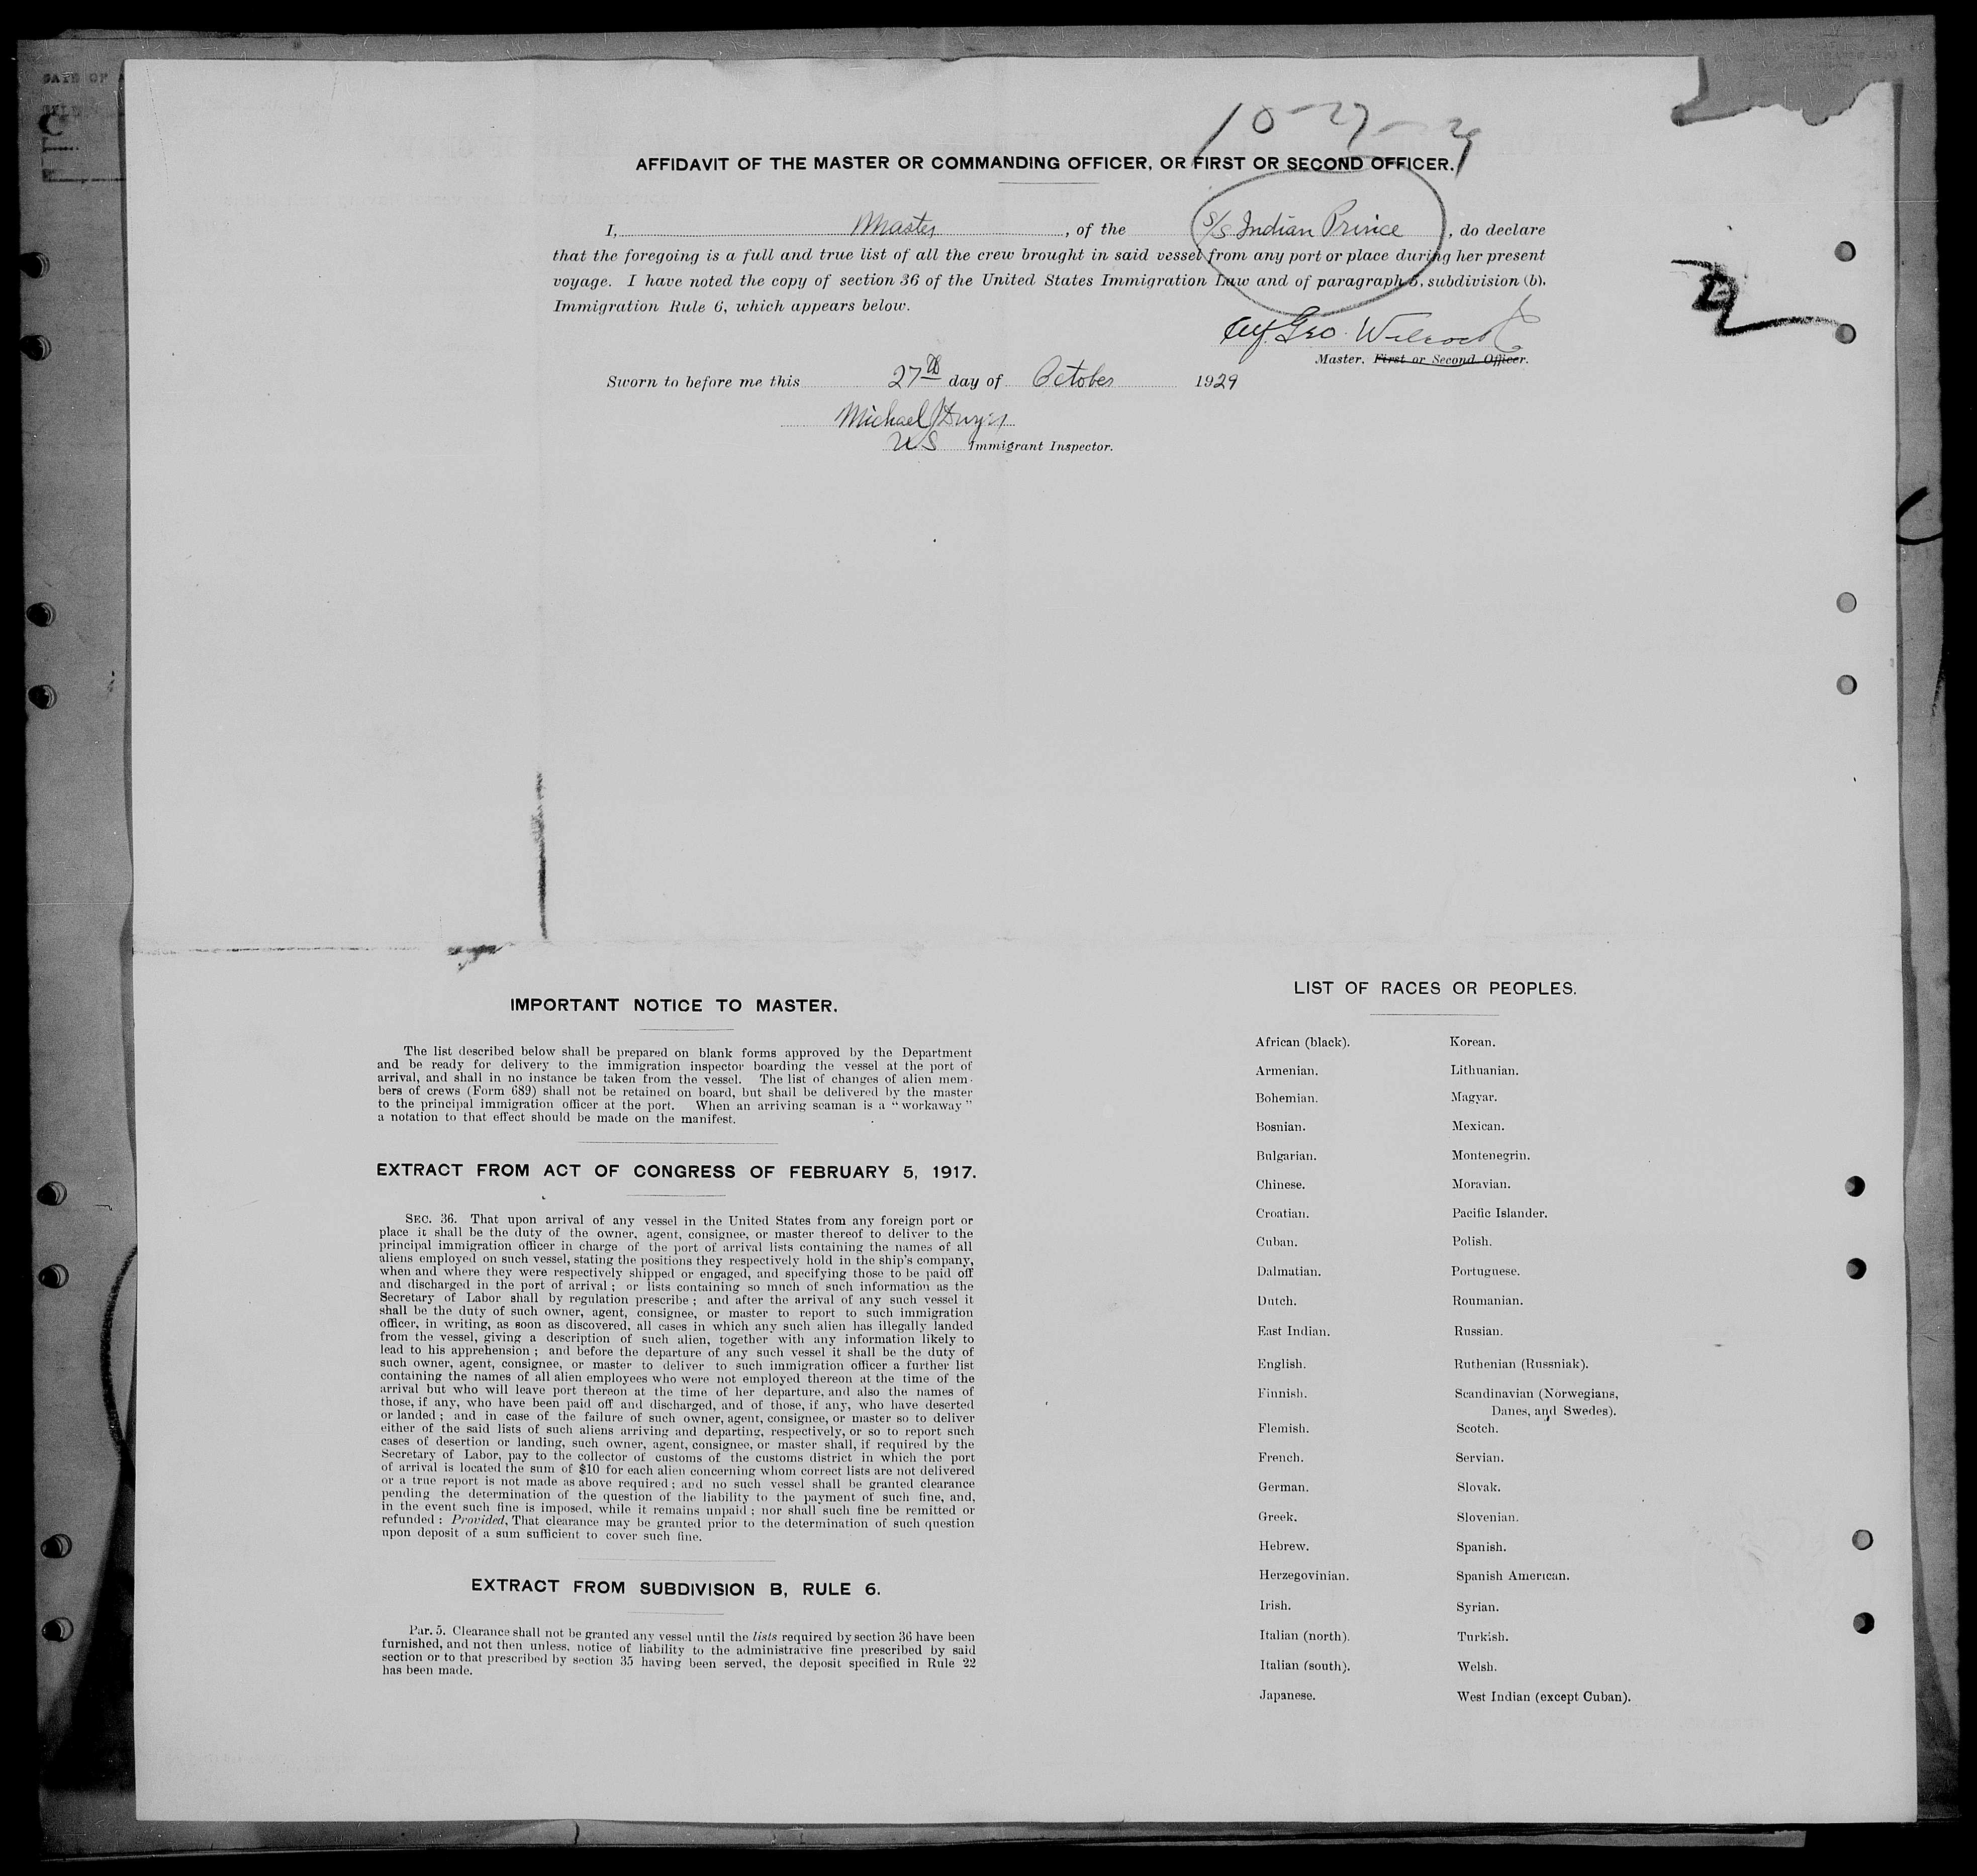 10-27-29
AFFIDAVIT OF THE MASTER OR COMMANDING OFFICER, OR FIRST OR SECOND OFFICER.
I, Master, of the S/S Indian Prince, do declare
that the foregoing is a full and true list of all the crew brought in said vessel from any port or place during her present
voyage. I have noted the copy of section 36 of the United States Immigration Law and of paragraph 5, subdivision (b),
Immigration Rule 6, which appears below.
Geo. Wilcock
Master, First or Second Officer.
Sworn to before me this 27th day of October 1929
Michael J Dwyer
US Immigrant Inspector.
IMPORTANT NOTICE TO MASTER.
The list described below shall be prepared on blank forms approved by the Department
and be ready for delivery to the immigration inspector boarding the vessel at the port of
arrival, and shall in no instance be taken from the vessel. The list of changes of alien mem-
bers of crews (Form 689) shall not be retained on board, but shall be delivered by the master
to the principal immigration officer at the port. When an arriving seaman is a "workaway"
a notation to that effect should be made on the manifest.
EXTRACT FROM ACT OF CONGRESS OF FEBRUARY 5, 1917.
SEC. 36. That upon arrival of any vessel in the United States from any foreign port or
place it shall be the duty of the owner, agent, consignee, or master thereof to deliver to the
principal immigration officer in charge of the port of arrival lists containing the names of all
aliens employed on such vessel, stating the positions they respectively hold in the ship's company,
when and where they were respectively shipped or engaged, and specifying those to be paid off
and discharged in the port of arrival; or lists containing so much of such information as the
Secretary of Labor shall by regulation prescribe; and after the arrival of any such vessel it
shall be the duty of such owner, agent, consignee, or master to report to such immigration
officer, in writing, as soon as discovered, all cases in which any such alien has illegally landed
from the vessel, giving a description of such alien, together with any information likely to
lead to his apprehension; and before the departure of any such vessel it shall be the duty of
such owner, agent, consignee, or master to deliver to such immigration officer a further list
containing the names of all alien employees who were not employed thereon at the time of the
arrival but who will leave port thereon at the time of her departure, and also the names of
those, if any, who have been paid off and discharged, and of those, if any, who have deserted
or landed; and in case of the failure of such owner, agent, consignee, or master so to deliver
either of the said lists of such aliens arriving and departing, respectively, or so to report such
cases of desertion or landing, such owner, agent, consignee, or master shall, if required by the
Secretary of Labor, pay to the collector of customs of the customs district in which the port
of arrival is located the sum of $10 for each alien concerning whom correct lists are not delivered
or a true report is not made as above required; and no such vessel shall be granted clearance
pending the determination of the question of the liability to the payment of such fine, and,
in the event such fine is imposed, while it remains unpaid; nor shall such fine be remitted or
refunded: Provided, That clearance may be granted prior to the determination of such question
upon deposit of a sum sufficient to cover such fine.
EXTRACT FROM SUBDIVISION B, RULE 6.
Par. 5. Clearance shall not be granted any vessel until the lists required by section 36 have been
furnished, and not then unless, notice of liability to the administrative fine prescribed by said
section or to that prescribed by section 35 having been served, the deposit specified in Rule 22
has been made.
LIST OF RACES OR PEOPLES.
African (black). Korean.
Armenian. Lithuanian.
Bohemian. Magyar.
Bosnian. Mexican.
Bulgarian. Montenegrin.
Chinese. Moravian.
Croatian. Pacific Islander.
Cuban. Polish.
Dalmatian. Portuguese.
Dutch. Roumanian.
East Indian. Russian.
English. Ruthenian (Russniak).
Finnish. Scandinavian (Norwegians,
Danes, and Swedes).
Flemish. Scotch.
French. Servian.
German. Slovak.
Greek. Slovenian.
Hebrew. Spanish.
Herzegovinian. Spanish American.
Irish. Syrian.
Italian (north). Turkish.
Italian (south). Welsh.
Japanese. West Indian (except Cuban).